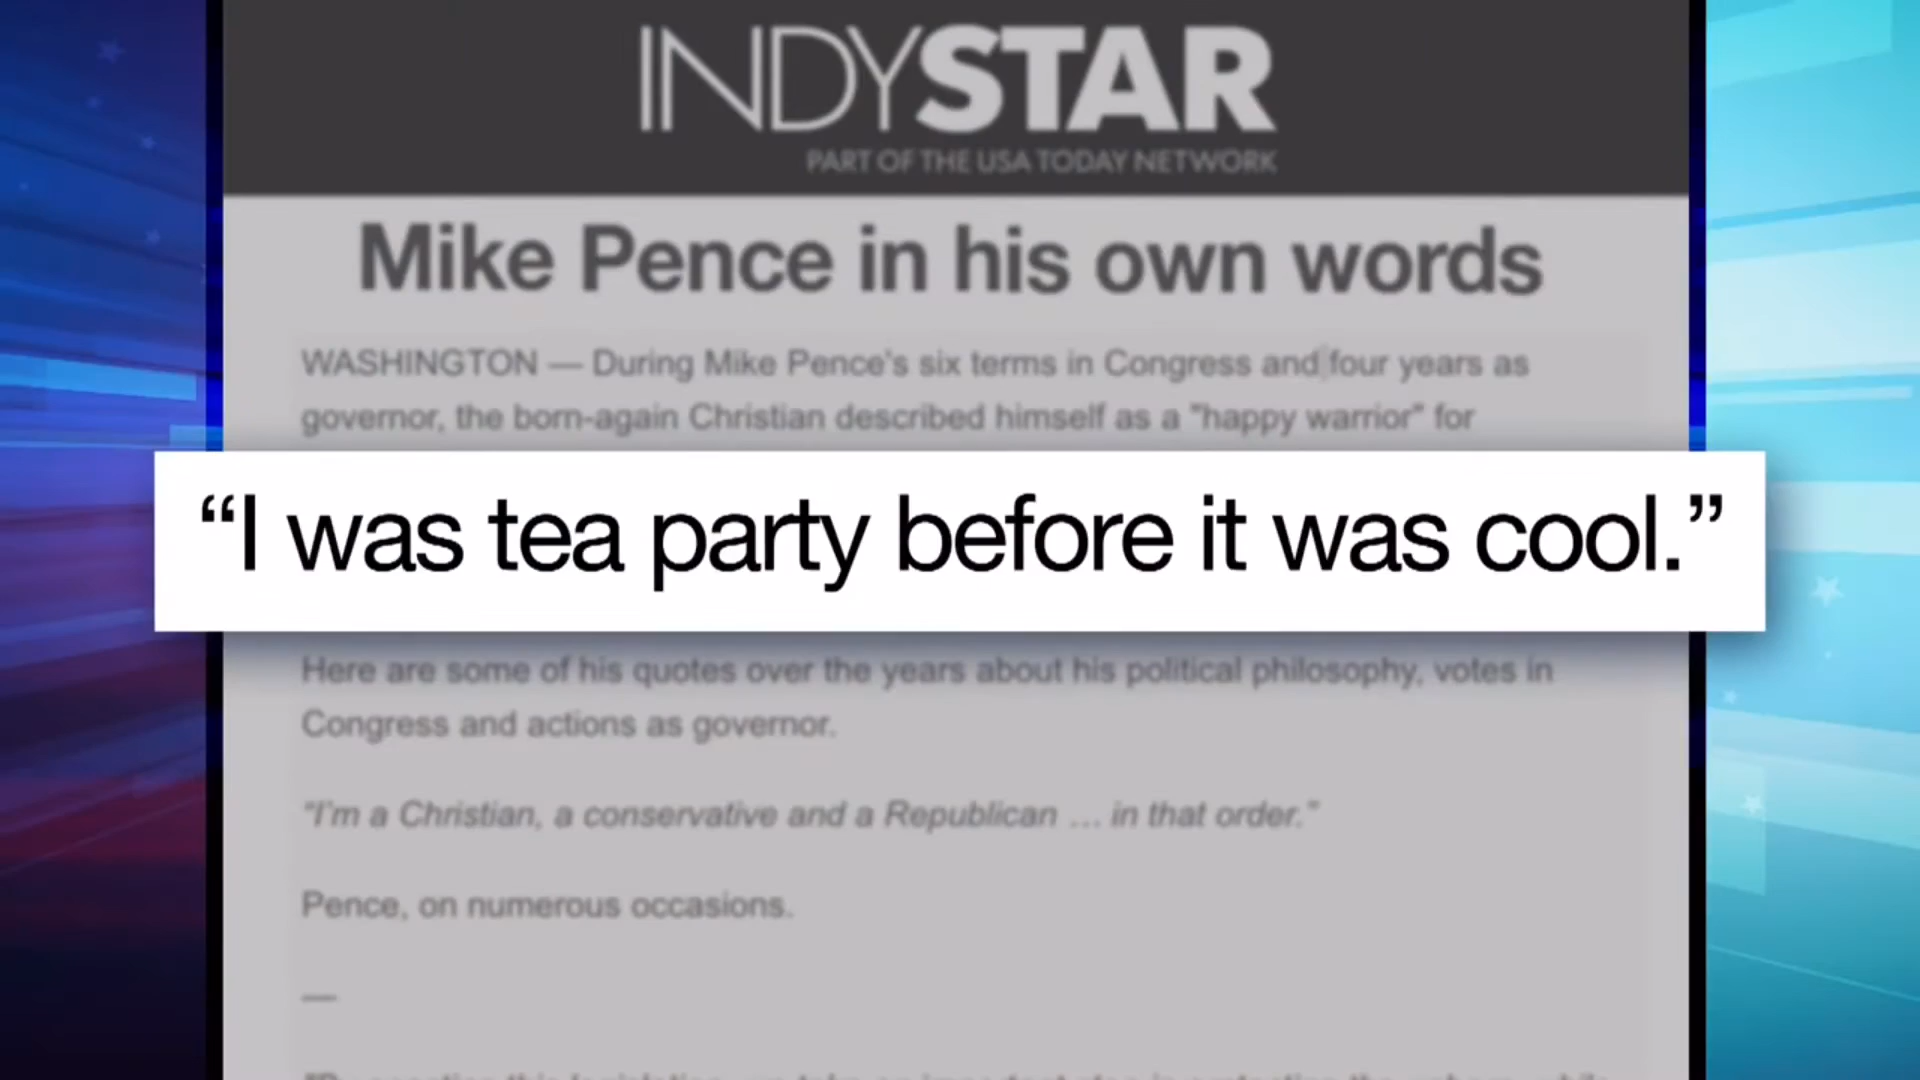 INDYSTAR
PART OF THE USA TODAY NETWORK
Mike Pence in his own words
WASHINGTON — During Mike Pence's six terms in Congress and four years as
governor, the born-again Christian described himself as a "happy warrior" for
“I was tea party before it was cool.”
Here are some of his quotes over the years about his political philosophy, votes in
Congress and actions as governor.
“I’m a Christian, a conservative and a Republican … in that order.”
Pence, on numerous occasions.
—